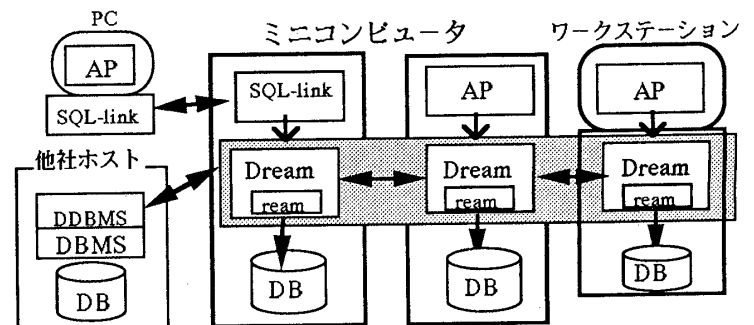 PC
AP
SQL-link
他社ホスト
DDBMS
DBMS
DB
ミニコンピュータ
SQL-link
Dream
ream
DB
AP
Dream
ream
DB
ワークステーション
AP
Dream
ream
DB